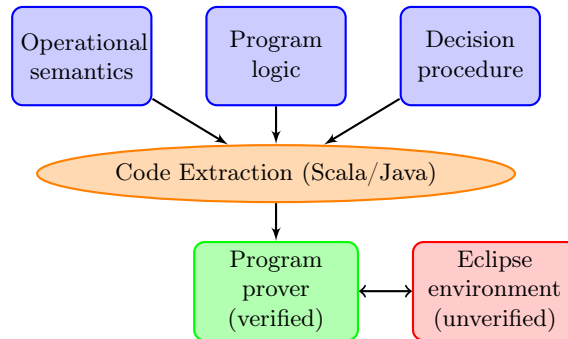 Operational
semantics
Program
logic
Decision
procedure
Code Extraction (Scala/Java)
Program
prover
(verified)
Eclipse
environment
(unverified)